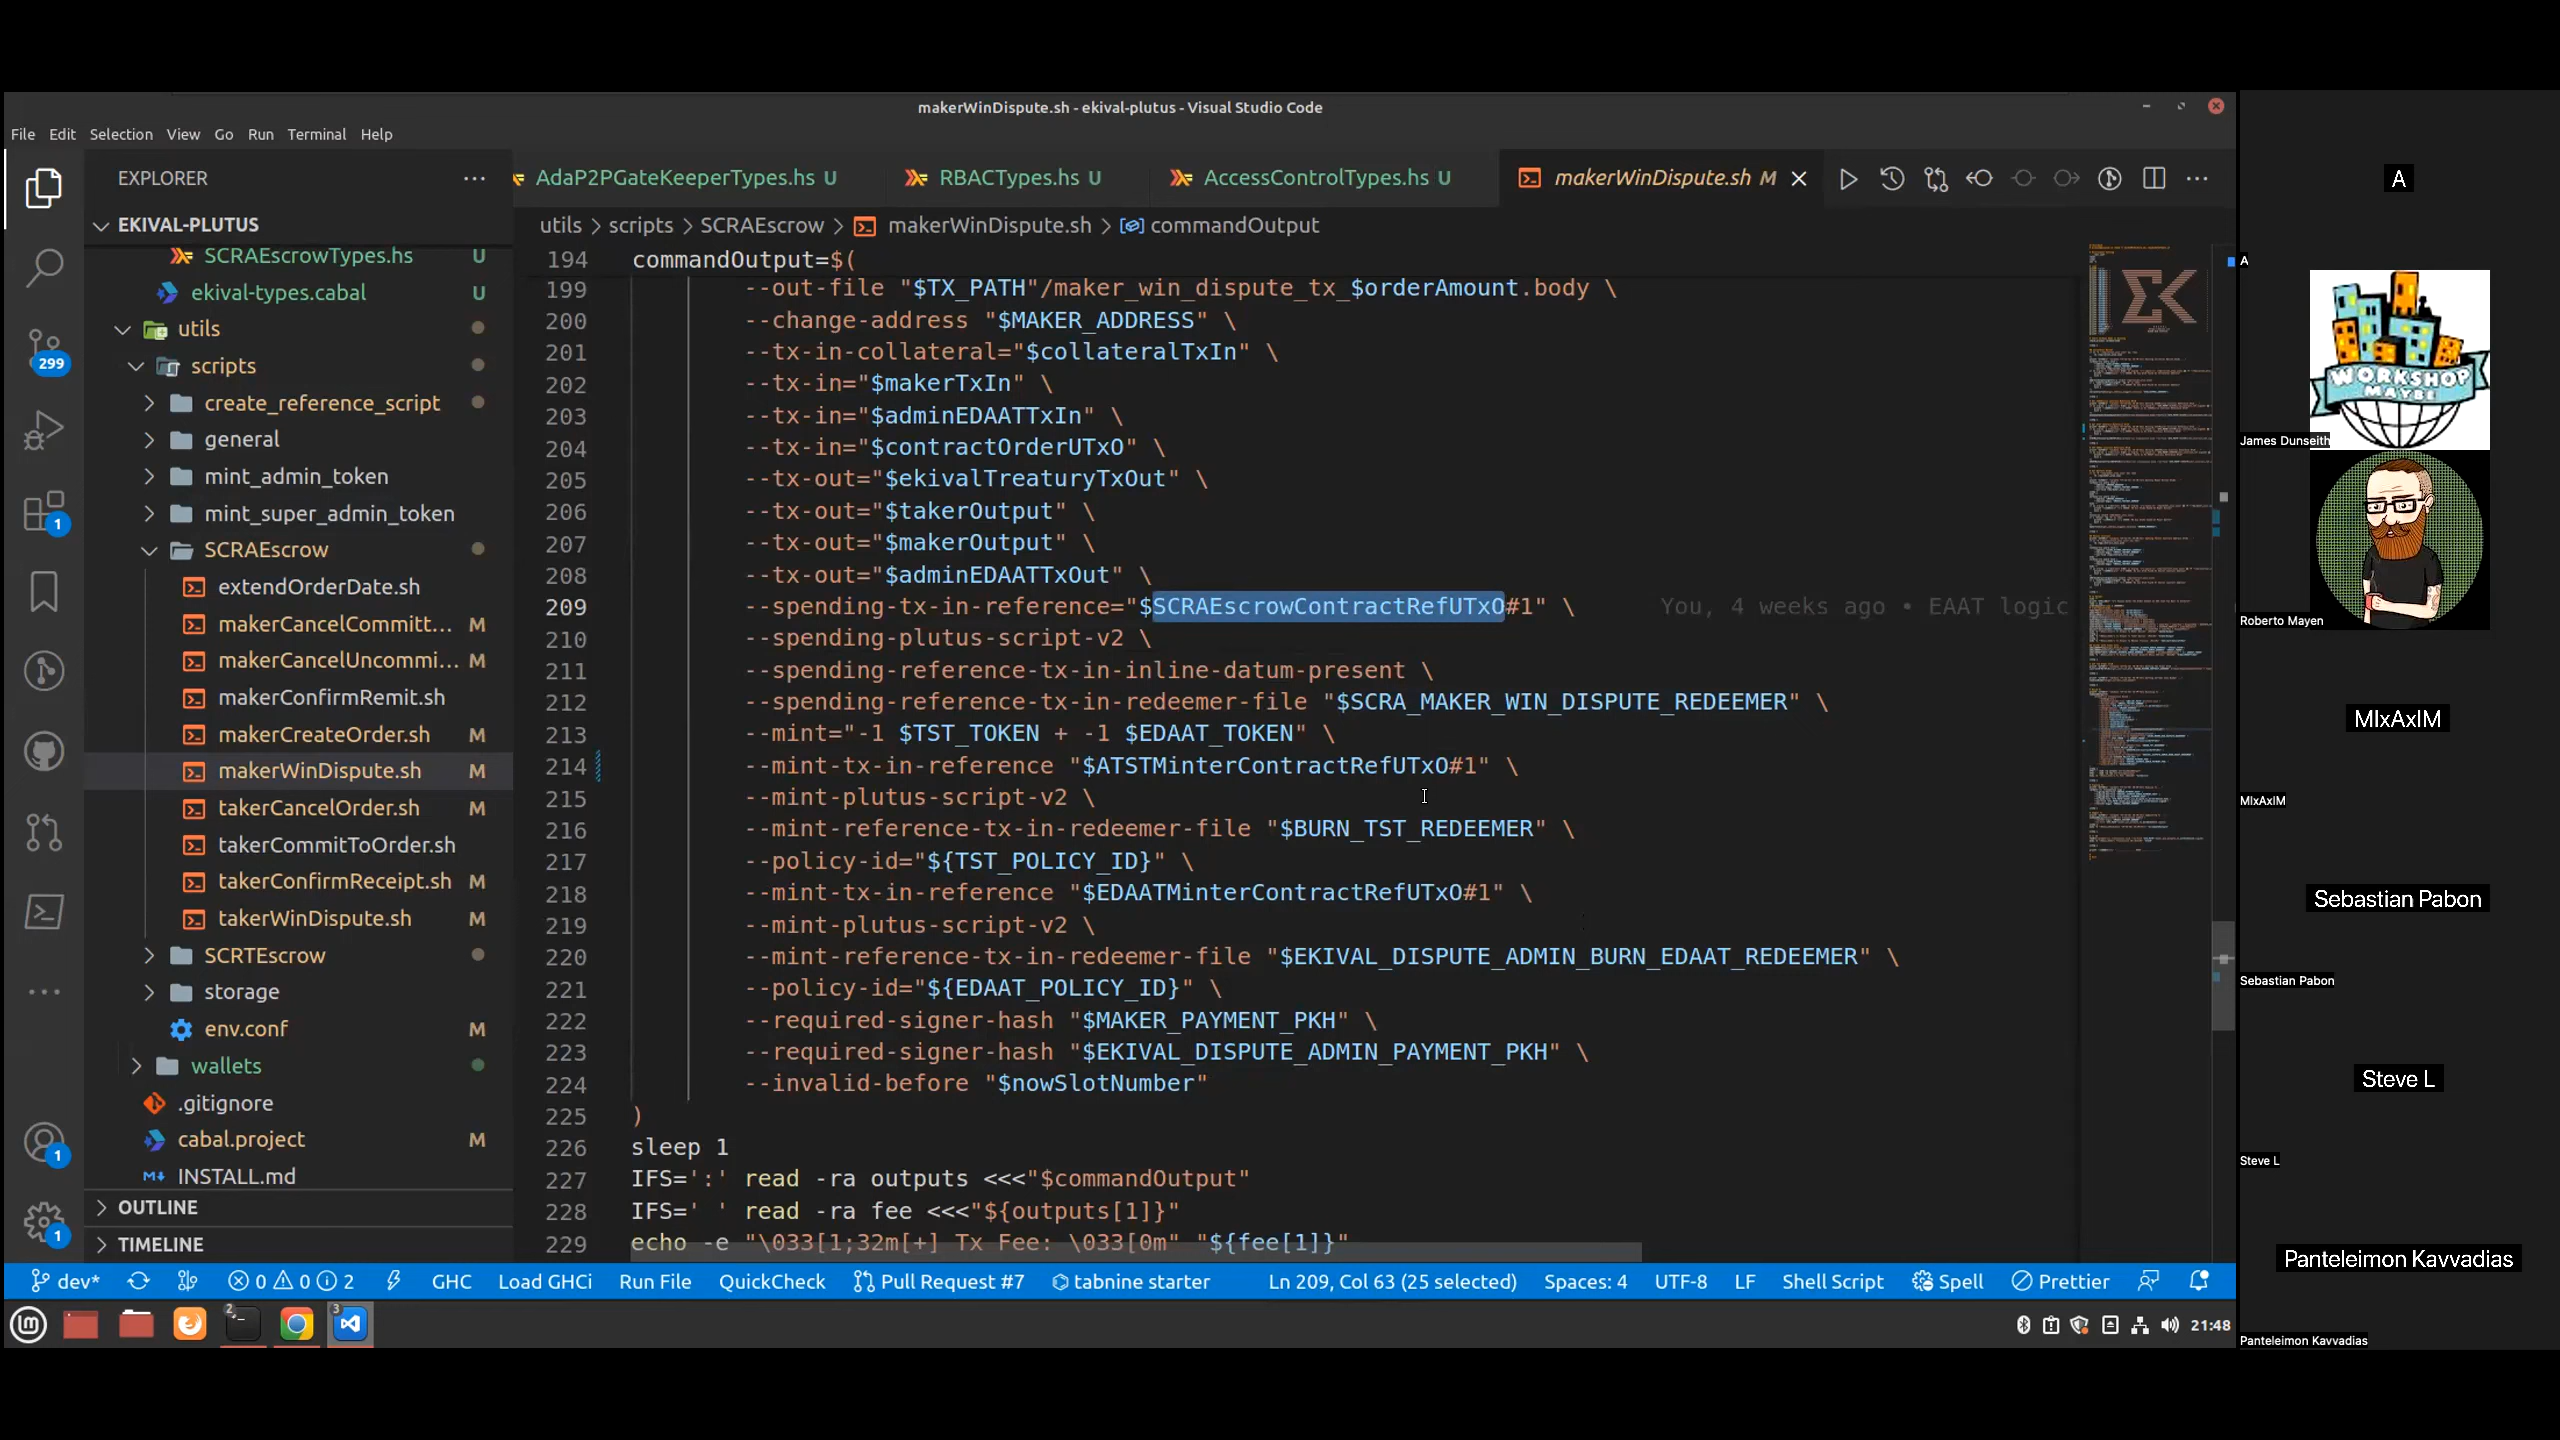 makerWinDispute.sh - ekival-plutus - Visual Studio Code
File Edit Selection View Go Run Terminal Help
EXPLORER
AdaP2PGateKeeperTypes.hs U
RBACTypes.hs U
AccessControlTypes.hs U
makerWinDispute.sh M
EKIVAL-PLUTUS
utils > scripts > SCRAEscrow > makerWinDispute.sh > commandOutput
SCRAEscrowTypes.hs U
ekival-types.cabal U
utils
scripts
create_reference_script
general
mint_admin_token
mint_super_admin_token
SCRAEscrow
extendOrderDate.sh
makerCancelCommitt... M
makerCancelUncommi... M
makerConfirmRemit.sh
makerCreateOrder.sh M
makerWinDispute.sh M
takerCancelOrder.sh M
takerCommitToOrder.sh
takerConfirmReceipt.sh M
takerWinDispute.sh M
SCRTEscrow
storage
env.conf M
wallets
.gitignore
cabal.project M
INSTALL.md
OUTLINE
TIMELINE
299
1
1
1
194 commandOutput=$(
199 --out-file "$TX_PATH"/maker_win_dispute_tx_$orderAmount.body \
200 --change-address "$MAKER_ADDRESS" \
201 --tx-in-collateral="$collateralTxIn" \
202 --tx-in="$makerTxIn" \
203 --tx-in="$adminEDAATTxIn" \
204 --tx-in="$contractOrderUTxO" \
205 --tx-out="$ekivalTreaturyTxOut" \
206 --tx-out="$takerOutput" \
207 --tx-out="$makerOutput" \
208 --tx-out="$adminEDAATTxOut" \
209 --spending-tx-in-reference="$SCRAEscrowContractRefUTxO#1" \ You, 4 weeks ago • EAAT logic
210 --spending-plutus-script-v2 \
211 --spending-reference-tx-in-inline-datum-present \
212 --spending-reference-tx-in-redeemer-file "$SCRA_MAKER_WIN_DISPUTE_REDEEMER" \
213 --mint="-1 $TST_TOKEN + -1 $EDAAT_TOKEN" \
214 --mint-tx-in-reference "$ATSTMinterContractRefUTxO#1" \
215 --mint-plutus-script-v2 \
216 --mint-reference-tx-in-redeemer-file "$BURN_TST_REDEEMER" \
217 --policy-id="${TST_POLICY_ID}" \
218 --mint-tx-in-reference "$EDAATMinterContractRefUTxO#1" \
219 --mint-plutus-script-v2 \
220 --mint-reference-tx-in-redeemer-file "$EKIVAL_DISPUTE_ADMIN_BURN_EDAAT_REDEEMER" \
221 --policy-id="${EDAAT_POLICY_ID}" \
222 --required-signer-hash "$MAKER_PAYMENT_PKH" \
223 --required-signer-hash "$EKIVAL_DISPUTE_ADMIN_PAYMENT_PKH" \
224 --invalid-before "$nowSlotNumber"
225 )
226 sleep 1
227 IFS=':' read -ra outputs <<<"$commandOutput"
228 IFS=' ' read -ra fee <<<"${outputs[1]}"
229 echo -e "\033[1;32m[+] Tx Fee: \033[0m" "${fee[1]}"
dev* 0 0 2 GHC Load GHCi Run File QuickCheck Pull Request #7 tabnine starter Ln 209, Col 63 (25 selected) Spaces: 4 UTF-8 LF Shell Script Spell Prettier
2 3 21:48
A
A
WORKSHOP
MAYBE
James Dunseith
Roberto Mayen
MIxAxIM
MIxAxIM
Sebastian Pabon
Sebastian Pabon
Steve L
Steve L
Panteleimon Kavvadias
Panteleimon Kavvadias